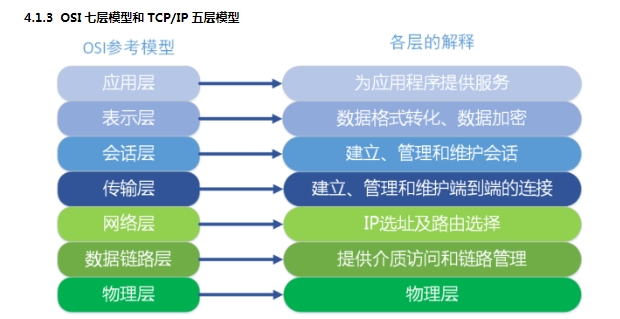 4.1.3 OSI 七层模型和 TCP/IP 五层模型
OSI参考模型 各层的解释
应用层 为应用程序提供服务
表示层 数据格式转化、数据加密
会话层 建立、管理和维护会话
传输层 建立、管理和维护端到端的连接
网络层 IP选址及路由选择
数据链路层 提供介质访问和链路管理
物理层 物理层